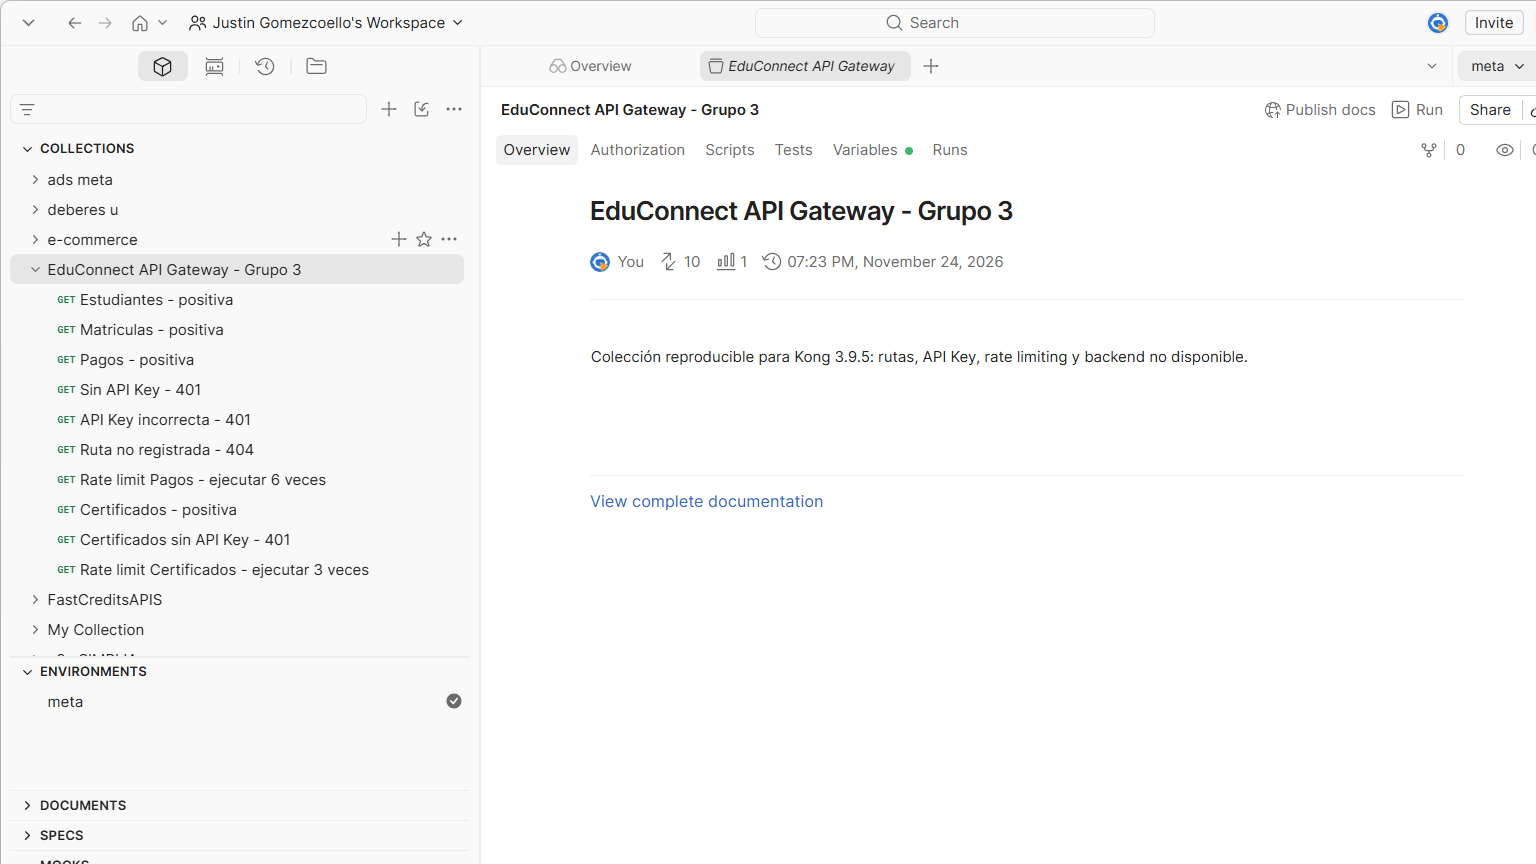 Justin Gomezcoello's Workspace
Search
Invite
Overview
EduConnect API Gateway
meta
EduConnect API Gateway - Grupo 3
Publish docs
Run
Share
COLLECTIONS
Overview
Authorization
Scripts
Tests
Variables
Runs
0
ads meta
deberes u
e-commerce
EduConnect API Gateway - Grupo 3
GET Estudiantes - positiva
GET Matriculas - positiva
GET Pagos - positiva
GET Sin API Key - 401
GET API Key incorrecta - 401
GET Ruta no registrada - 404
GET Rate limit Pagos - ejecutar 6 veces
GET Certificados - positiva
GET Certificados sin API Key - 401
GET Rate limit Certificados - ejecutar 3 veces
FastCreditsAPIS
My Collection
ENVIRONMENTS
meta
DOCUMENTS
SPECS
MOCKS
EduConnect API Gateway - Grupo 3
You
10
1
07:23 PM, November 24, 2026
Colección reproducible para Kong 3.9.5: rutas, API Key, rate limiting y backend no disponible.
View complete documentation